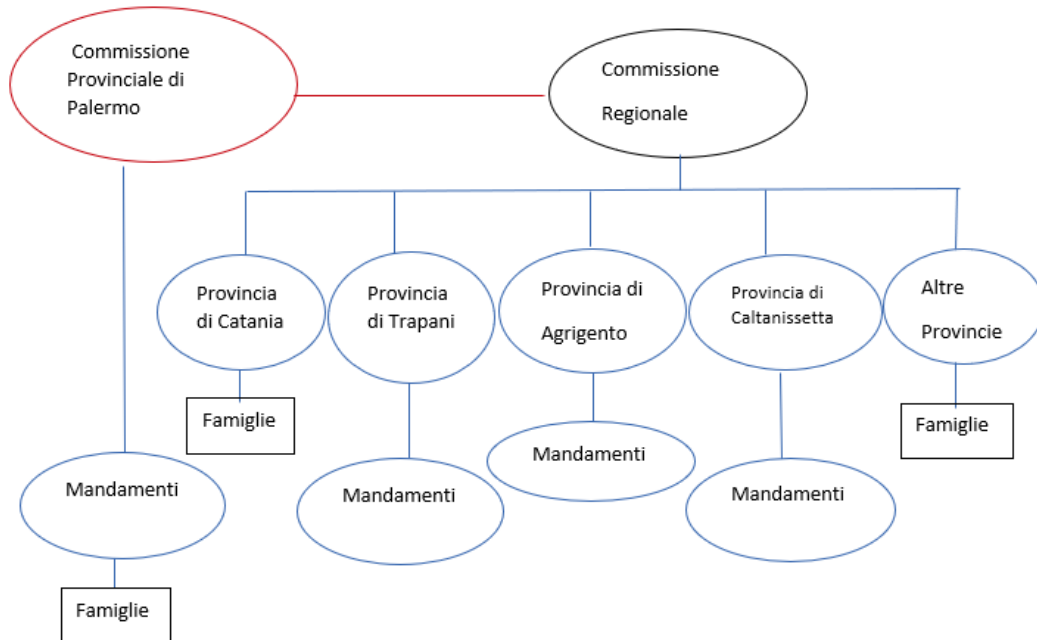 Commissione
Provinciale di
Palermo
Commissione
Regionale
Provincia
di Catania
Provincia
di Trapani
Provincia di
Agrigento
Provincia di
Caltanissetta
Altre
Provincie
Famiglie
Famiglie
Mandamenti
Mandamenti
Mandamenti
Mandamenti
Famiglie